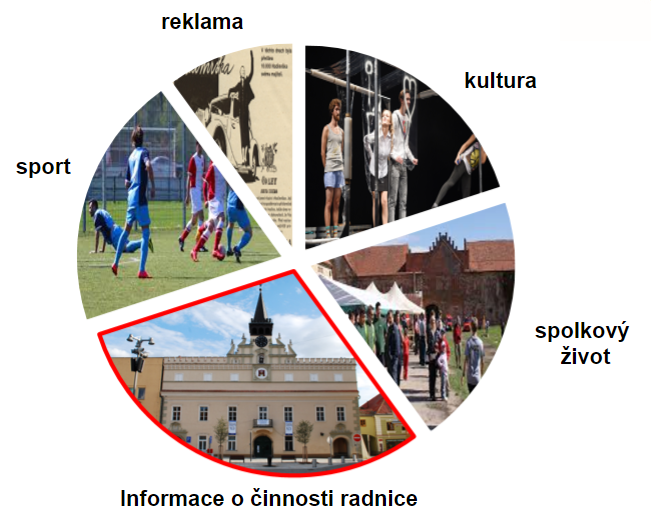 reklama
kultura
sport
spolkový
život
Informace o činnosti radnice